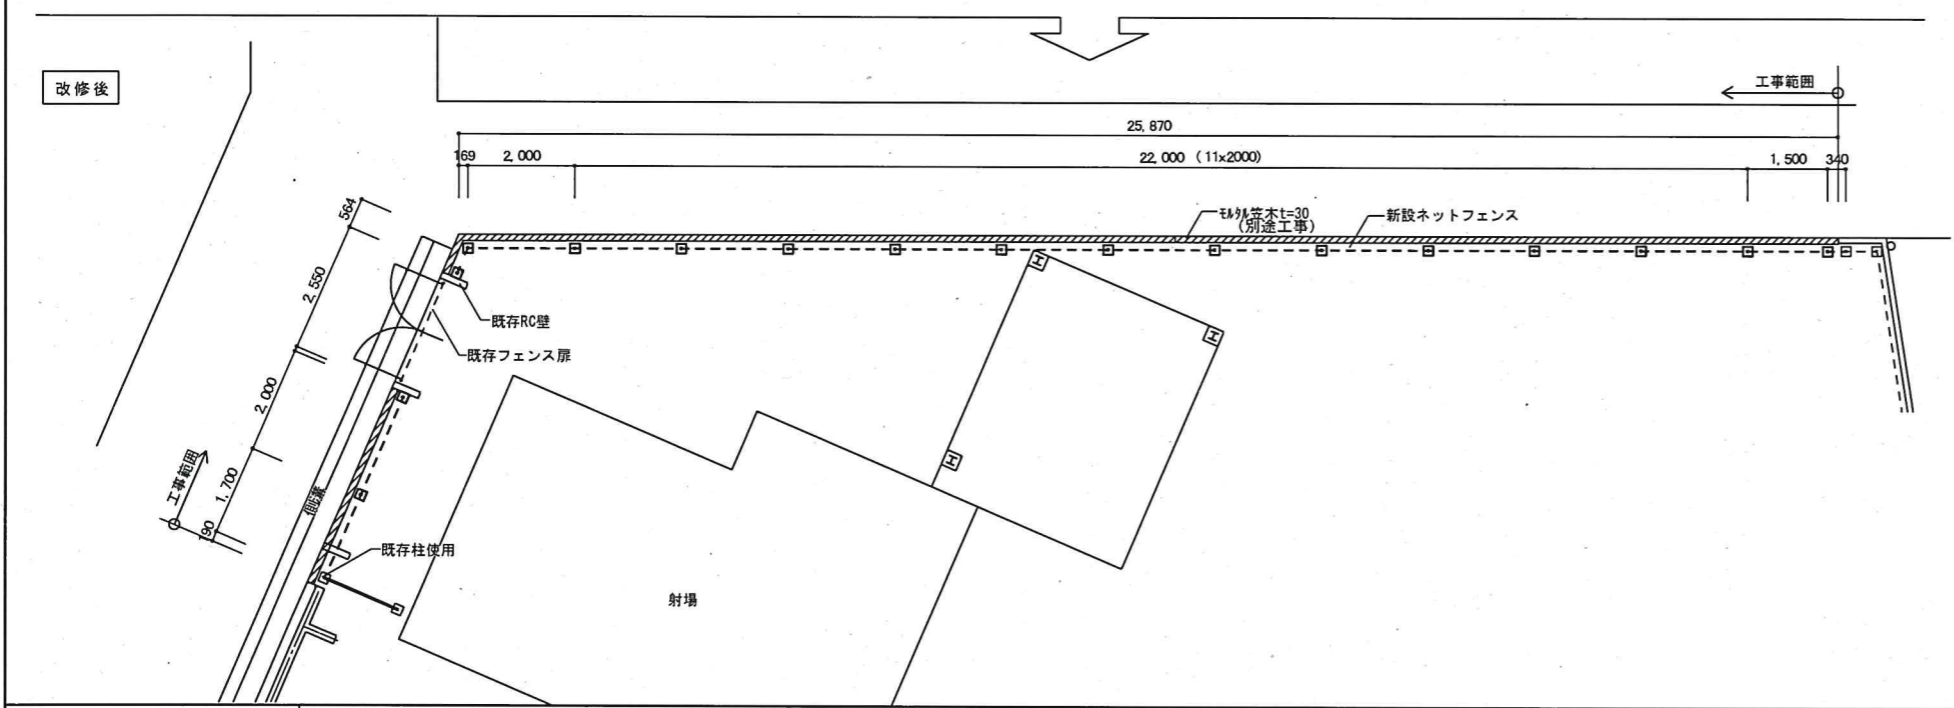 改修後
工事範囲
25,870
169
2,000
22,000 (11x2000)
1,500
340
564
ﾓﾙﾀﾙ笠木t=30
(別途工事)
新設ネットフェンス
2,550
既存RC壁
既存フェンス扉
2,000
工事範囲
1,700
側溝
190
既存柱使用
射場